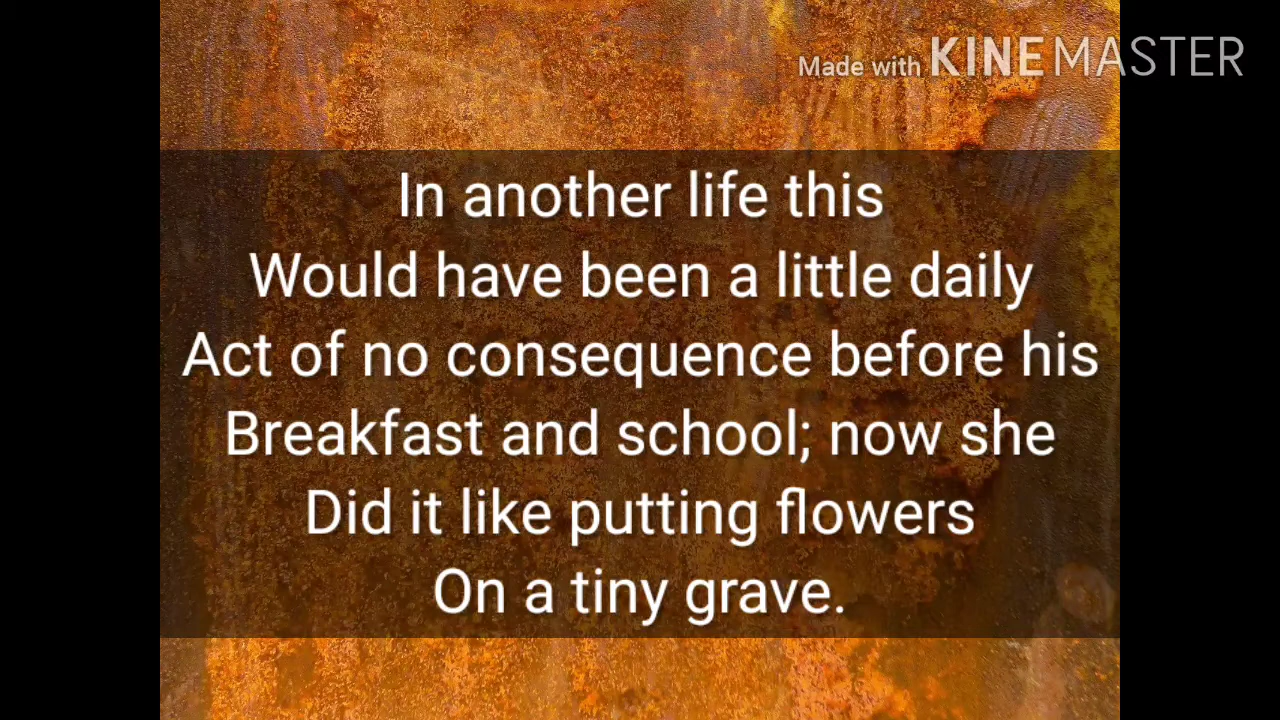 Made with KINEMASTER
In another life this
Would have been a little daily
Act of no consequence before his
Breakfast and school; now she
Did it like putting flowers
On a tiny grave.